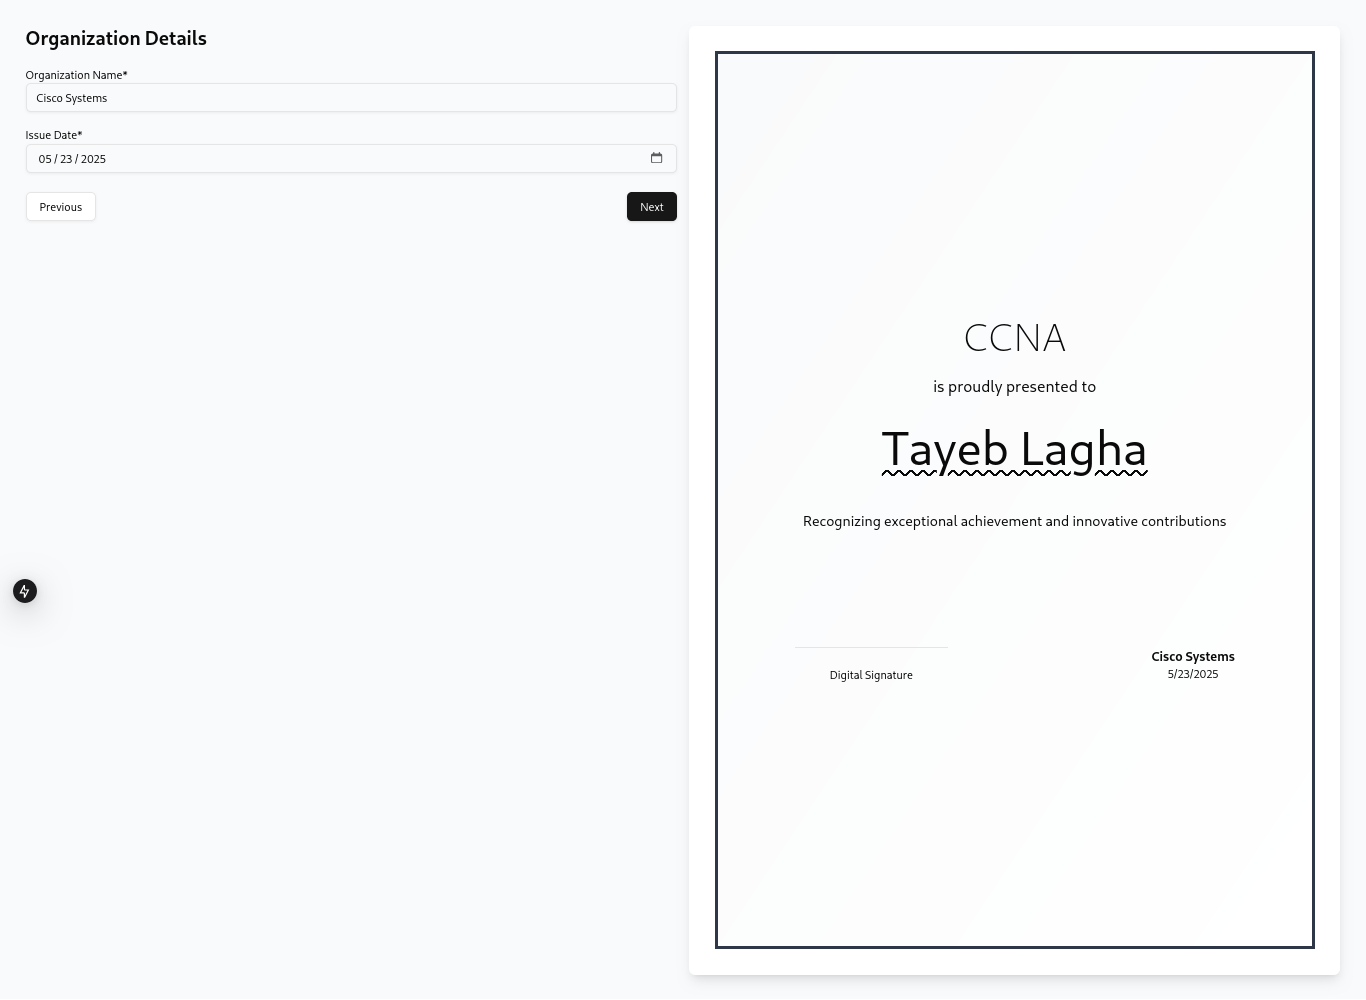 Organization Details
Organization Name*
Cisco Systems
Issue Date*
05 / 23 / 2025
Previous
Next
CCNA
is proudly presented to
Tayeb Lagha
Recognizing exceptional achievement and innovative contributions
Digital Signature
Cisco Systems
5/23/2025